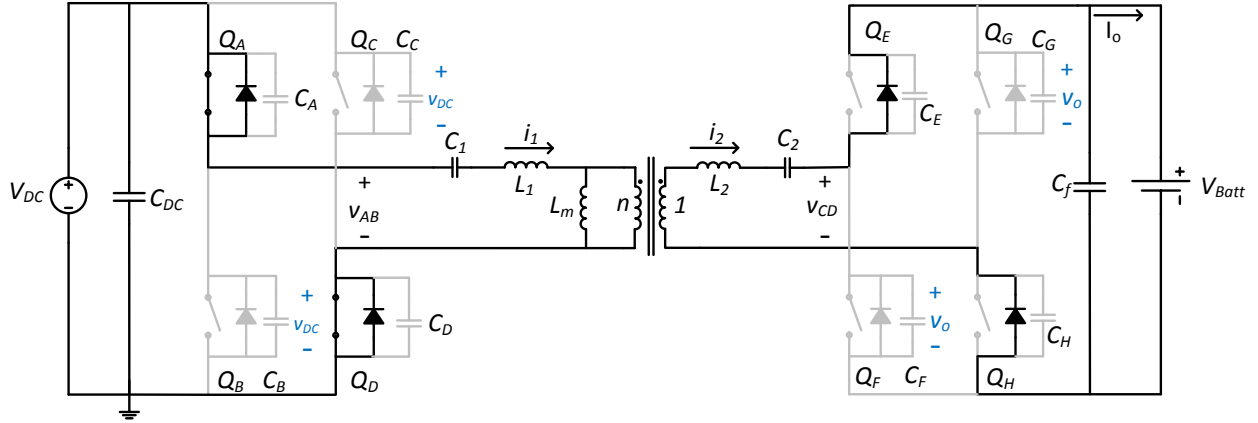 Q_A
Q_C
C_C
Q_E
Q_G
C_G
I_o
+
v_DC
−
C_A
C_E
+
v_o
−
C_1
i_1
i_2
C_2
V_DC
+
−
C_DC
L_1
L_2
+
v_AB
−
L_m
n
1
+
v_CD
−
C_f
+
V_Batt
−
+
v_DC
−
C_D
+
v_o
−
C_H
Q_B
C_B
Q_D
Q_F
C_F
Q_H